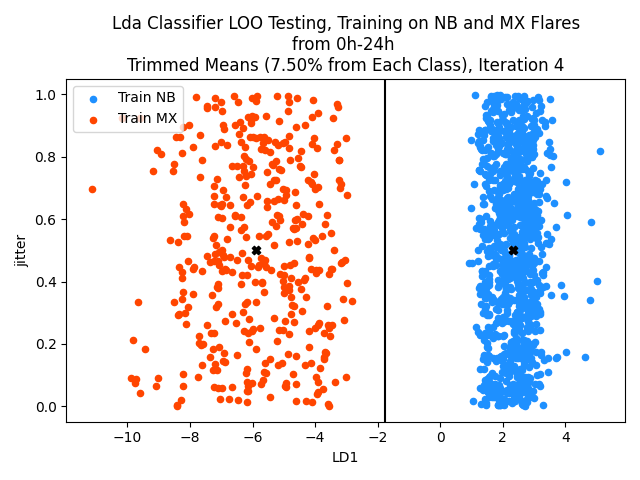 Lda Classifier LOO Testing, Training on NB and MX Flares
from 0h-24h
Trimmed Means (7.50% from Each Class), Iteration 4
Train NB
Train MX
jitter
1.0
0.8
0.6
0.4
0.2
0.0
−10
−8
−6
−4
−2
0
2
4
LD1